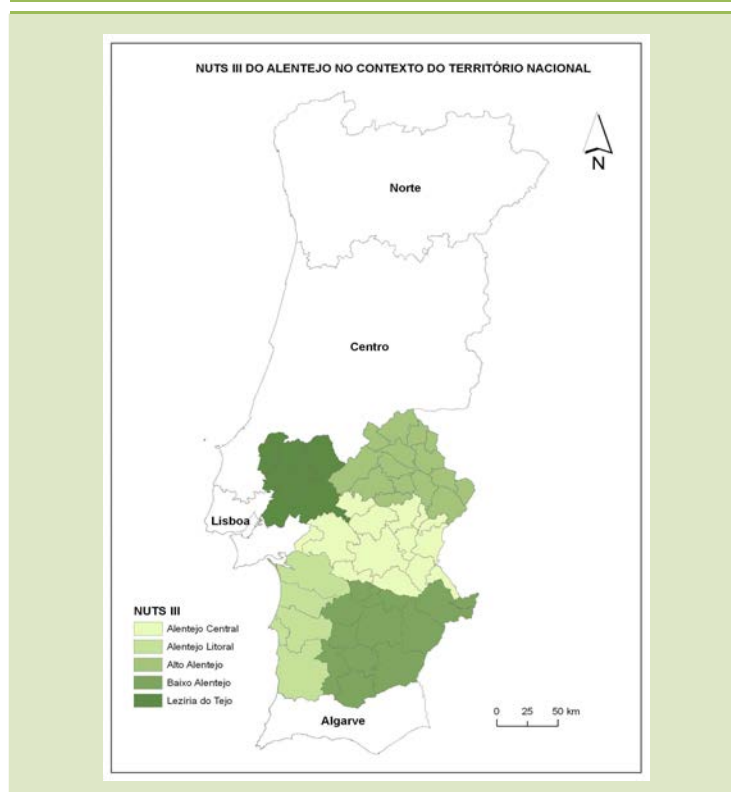 NUTS III DO ALENTEJO NO CONTEXTO DO TERRITÓRIO NACIONAL
N
Norte
Centro
Lisboa
NUTS III
Alentejo Central
Alentejo Litoral
Alto Alentejo
Baixo Alentejo
Lezíria do Tejo
Algarve
0 25 50 km